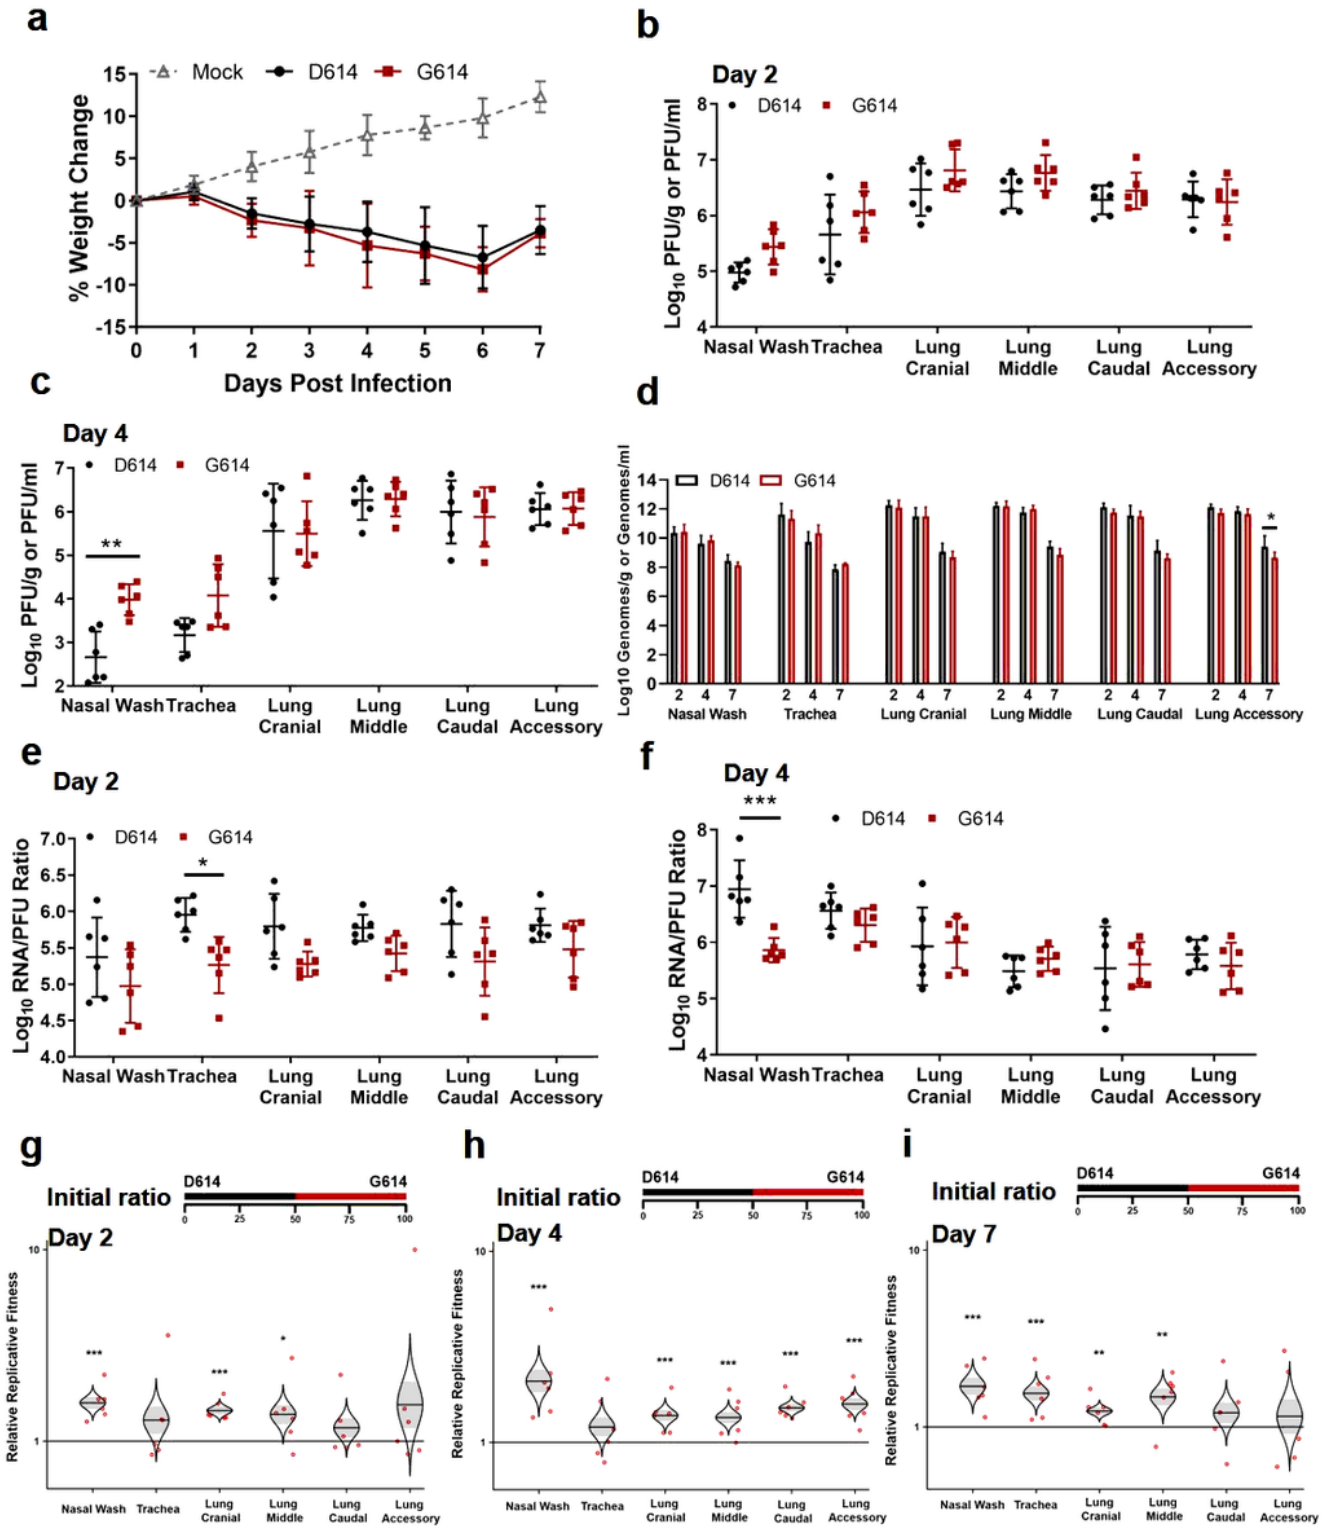 a
Mock D614 G614
% Weight Change
15
10
5
0
-5
-10
-15
0 1 2 3 4 5 6 7
Days Post Infection
b
Day 2
D614 G614
Log10 PFU/g or PFU/ml
8
7
6
5
4
Nasal Wash Trachea Lung Cranial Lung Middle Lung Caudal Lung Accessory
c
Day 4
D614 G614
Log10 PFU/g or PFU/ml
7
6
5
4
3
2
**
Nasal Wash Trachea Lung Cranial Lung Middle Lung Caudal Lung Accessory
d
D614 G614
Log10 Genomes/g or Genomes/ml
14
12
10
8
6
4
2
0
*
2 4 7 2 4 7 2 4 7 2 4 7 2 4 7 2 4 7
Nasal Wash Trachea Lung Cranial Lung Middle Lung Caudal Lung Accessory
e
Day 2
D614 G614
Log10 RNA/PFU Ratio
7.0
6.5
6.0
5.5
5.0
4.5
4.0
*
Nasal Wash Trachea Lung Cranial Lung Middle Lung Caudal Lung Accessory
f
Day 4
***
D614 G614
Log10 RNA/PFU Ratio
8
7
6
5
4
Nasal Wash Trachea Lung Cranial Lung Middle Lung Caudal Lung Accessory
g
D614 G614
Initial ratio
0 25 50 75 100
Day 2
Relative Replicative Fitness
10
1
*** *** *
Nasal Wash Trachea Lung Cranial Lung Middle Lung Caudal Lung Accessory
h
D614 G614
Initial ratio
0 25 50 75 100
Day 4
Relative Replicative Fitness
10
1
*** *** *** *** ***
Nasal Wash Trachea Lung Cranial Lung Middle Lung Caudal Lung Accessory
i
D614 G614
Initial ratio
0 25 50 75 100
Day 7
Relative Replicative Fitness
10
1
*** *** ** **
Nasal Wash Trachea Lung Cranial Lung Middle Lung Caudal Lung Accessory